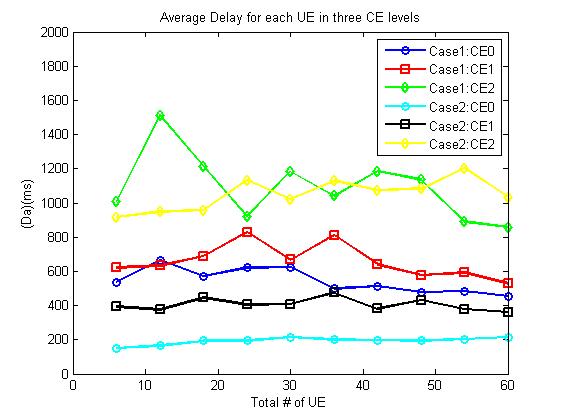 Average Delay for each UE in three CE levels
2000
1800
1600
1400
1200
1000
800
600
400
200
0
(Da)(ms)
Case1:CE0
Case1:CE1
Case1:CE2
Case2:CE0
Case2:CE1
Case2:CE2
0 10 20 30 40 50 60
Total # of UE